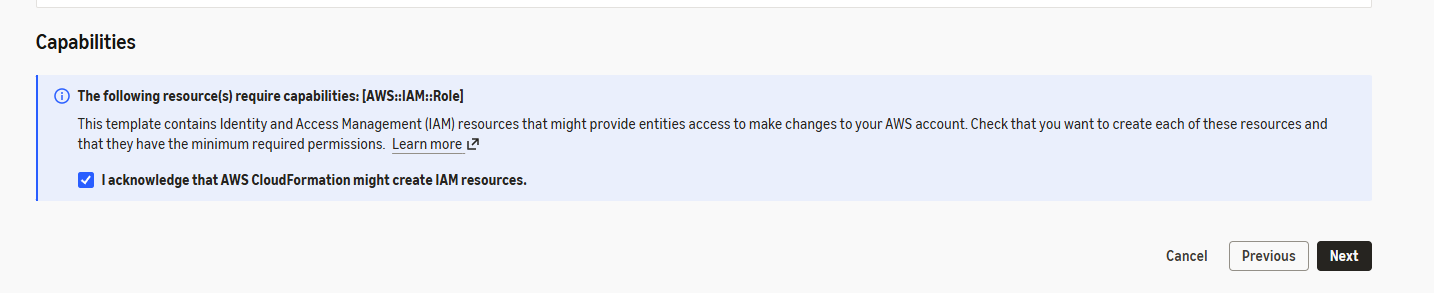 Capabilities
The following resource(s) require capabilities: [AWS::IAM::Role]
This template contains Identity and Access Management (IAM) resources that might provide entities access to make changes to your AWS account. Check that you want to create each of these resources and
that they have the minimum required permissions. Learn more
I acknowledge that AWS CloudFormation might create IAM resources.
Cancel Previous Next